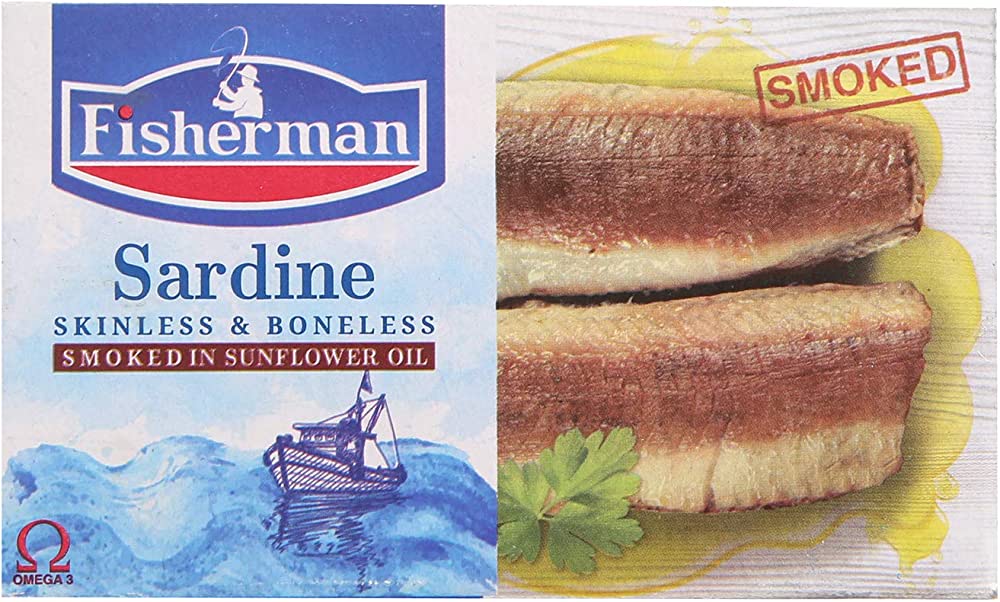 Fisherman
Sardine
SKINLESS & BONELESS
SMOKED IN SUNFLOWER OIL
OMEGA 3
SMOKED